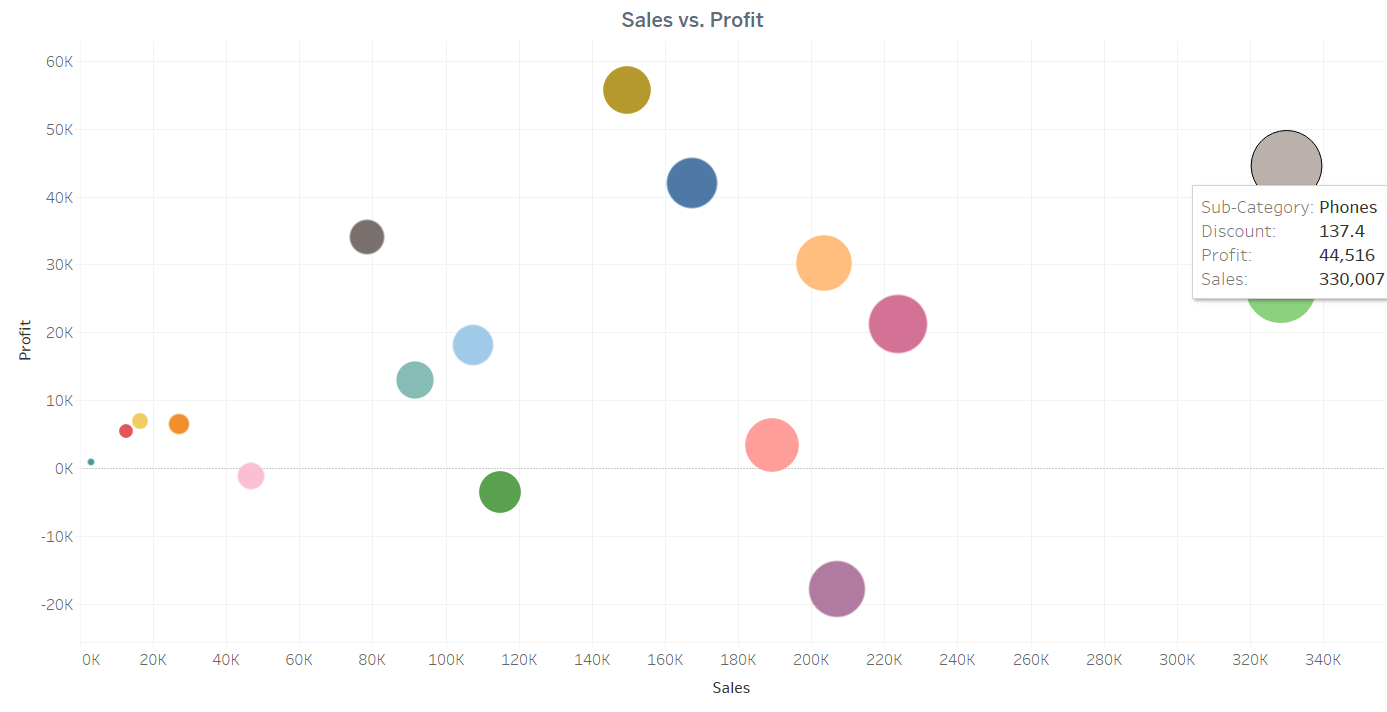 Sales vs. Profit
60K
50K
40K
30K
20K
10K
0K
-10K
-20K
Profit
Sub-Category: Phones
Discount: 137.4
Profit: 44,516
Sales: 330,007
0K 20K 40K 60K 80K 100K 120K 140K 160K 180K 200K 220K 240K 260K 280K 300K 320K 340K
Sales